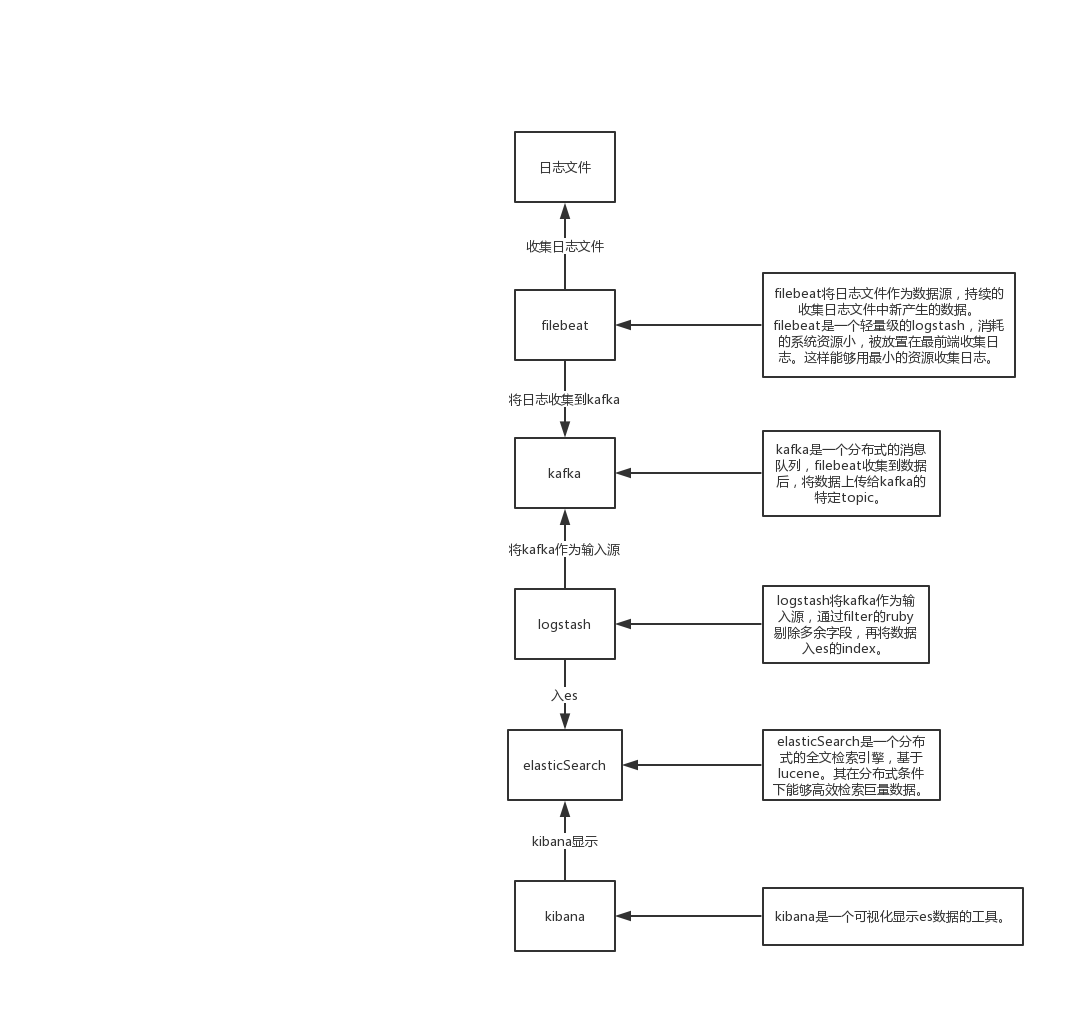 日志文件
收集日志文件
filebeat
filebeat将日志文件作为数据源，持续的
收集日志文件中新产生的数据。
filebeat是一个轻量级的logstash，消耗
的系统资源小，被放置在最前端收集日
志。这样能够用最小的资源收集日志。
将日志收集到kafka
kafka
kafka是一个分布式的消息
队列，filebeat收集到数据
后，将数据上传给kafka的
特定topic。
将kafka作为输入源
logstash
logstash将kafka作为输
入源，通过filter的ruby
剔除多余字段，再将数据
入es的index。
入es
elasticSearch
elasticSearch是一个分布
式的全文检索引擎，基于
lucene。其在分布式条件
下能够高效检索巨量数据。
kibana显示
kibana
kibana是一个可视化显示es数据的工具。